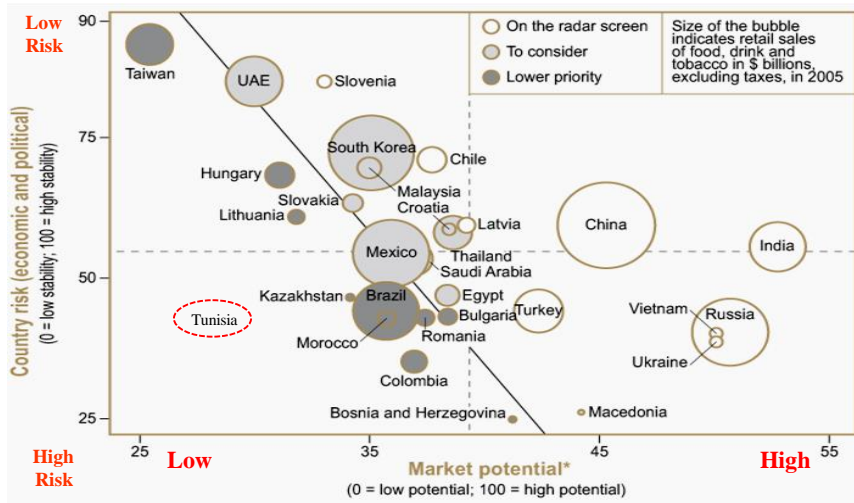 Low
Risk
90
75
50
25
High
Risk
Country risk (economic and political)
(0 = low stability; 100 = high stability)
On the radar screen
To consider
Lower priority
Size of the bubble
indicates retail sales
of food, drink and
tobacco in $ billions,
excluding taxes, in 2005
Taiwan
UAE
Slovenia
South Korea
Chile
Hungary
Malaysia
Slovakia
Croatia
Lithuania
Latvia
China
India
Mexico
Thailand
Saudi Arabia
Kazakhstan
Brazil
Egypt
Tunisia
Bulgaria
Turkey
Vietnam
Russia
Morocco
Romania
Ukraine
Colombia
Bosnia and Herzegovina
Macedonia
25
35
45
55
Low
High
Market potential*
(0 = low potential; 100 = high potential)